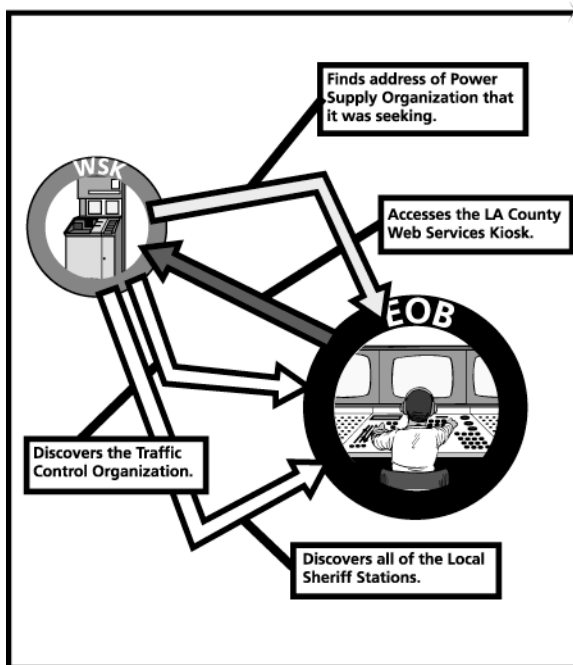 Finds address of Power
Supply Organization that
it was seeking.
WSK
Accesses the LA County
Web Services Kiosk.
EOB
Discovers the Traffic
Control Organization.
Discovers all of the Local
Sheriff Stations.